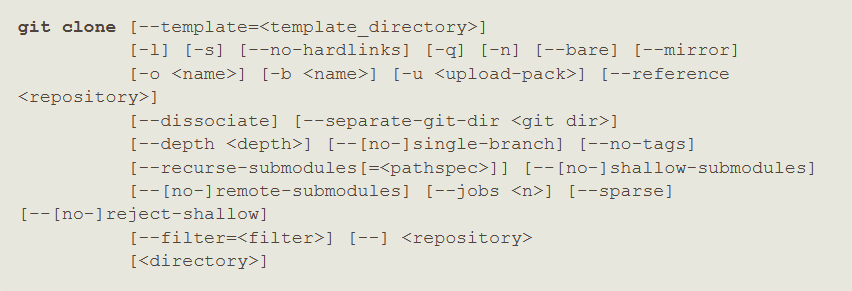 git clone [--template=<template_directory>]
[-l] [-s] [--no-hardlinks] [-q] [-n] [--bare] [--mirror]
[-o <name>] [-b <name>] [-u <upload-pack>] [--reference
<repository>]
[--dissociate] [--separate-git-dir <git dir>]
[--depth <depth>] [--[no-]single-branch] [--no-tags]
[--recurse-submodules[=<pathspec>]] [--[no-]shallow-submodules]
[--[no-]remote-submodules] [--jobs <n>] [--sparse]
[--[no-]reject-shallow]
[--filter=<filter>] [--] <repository>
[<directory>]